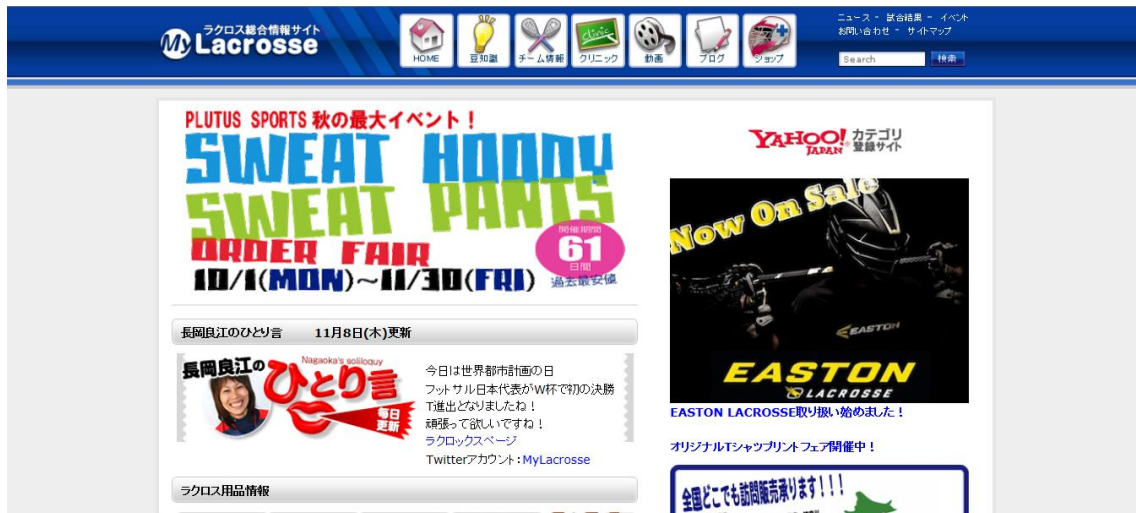 ラクロス総合情報サイト
My Lacrosse
HOME
豆知識
チーム情報
clinic
クリニック
動画
ブログ
ショップ
ニュース - 試合結果 - イベント
お問い合わせ - サイトマップ
Search
検索
PLUTUS SPORTS 秋の最大イベント！
SWEAT HOODY
SWEAT PANTS
ORDER FAIR
10/1(MON)～11/30(FRI)
開催期間
61
日間
過去最安値
YAHOO! JAPAN カテゴリ登録サイト
Now On Sale
EASTON
EASTON
LACROSSE
EASTON LACROSSE取り扱い始めました！
オリジナルTシャツプリントフェア開催中！
全国どこでも訪問販売承ります！！！
長岡良江のひとり言 11月8日(木)更新
長岡良江の
Nagaoka's soliloquy
ひとり言
毎日
更新
今日は世界都市計画の日
フットサル日本代表がW杯で初の決勝
T進出となりましたね！
頑張って欲しいですね！
ラクロックスページ
Twitterアカウント：MyLacrosse
ラクロス用品情報